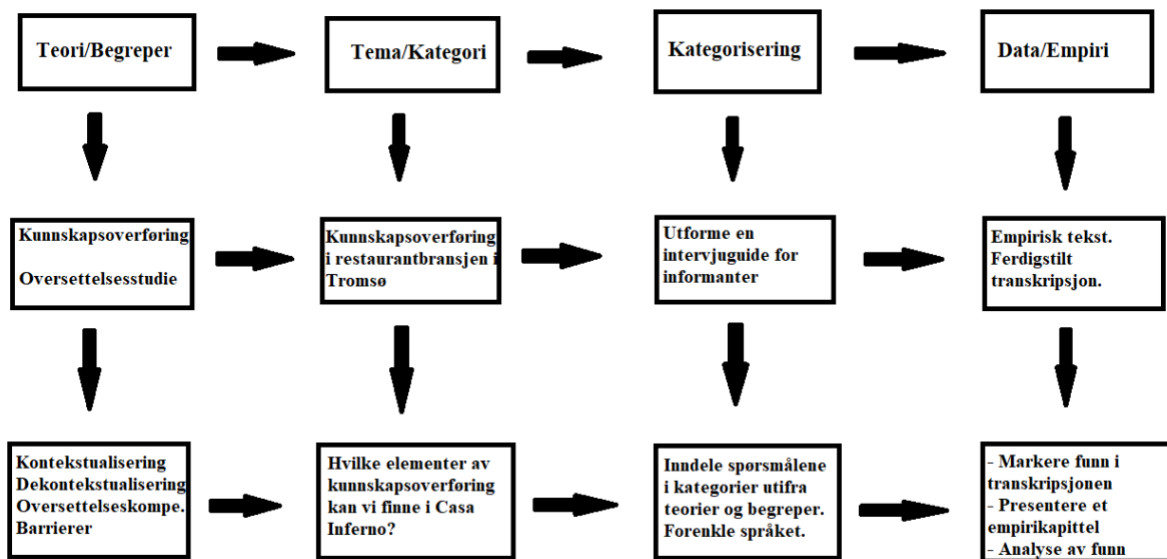 Teori/Begreper
Tema/Kategori
Kategorisering
Data/Empiri
Kunnskapsoverføring
Oversettelsesstudie
Kunnskapsoverføring
i restaurantbransjen i
Tromsø
Utforme en
intervjuguide for
informanter
Empirisk tekst.
Ferdigstilt
transkripsjon.
Kontekstualisering
Dekontekstualisering
Oversettelseskompe.
Barrierer
Hvilke elementer av
kunnskapsoverføring
kan vi finne i Casa
Inferno?
Inndele spørsmålene
i kategorier utifra
teorier og begreper.
Forenkle språket.
- Markere funn i
transkripsjonen
- Presentere et
empirikapittel
- Analyse av funn